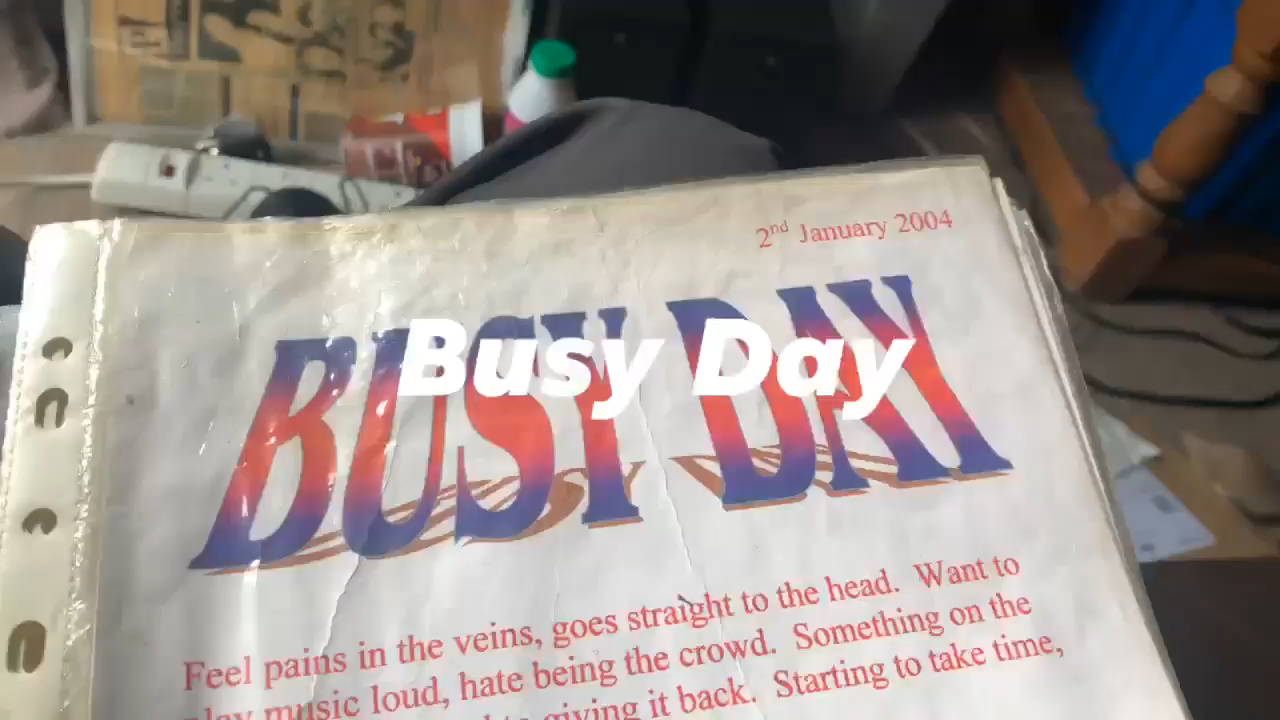 2nd January 2004
BUSY DAY
Busy Day
Feel pains in the veins, goes straight to the head. Want to
play music loud, hate being the crowd. Something on the
giving it back. Starting to take time,